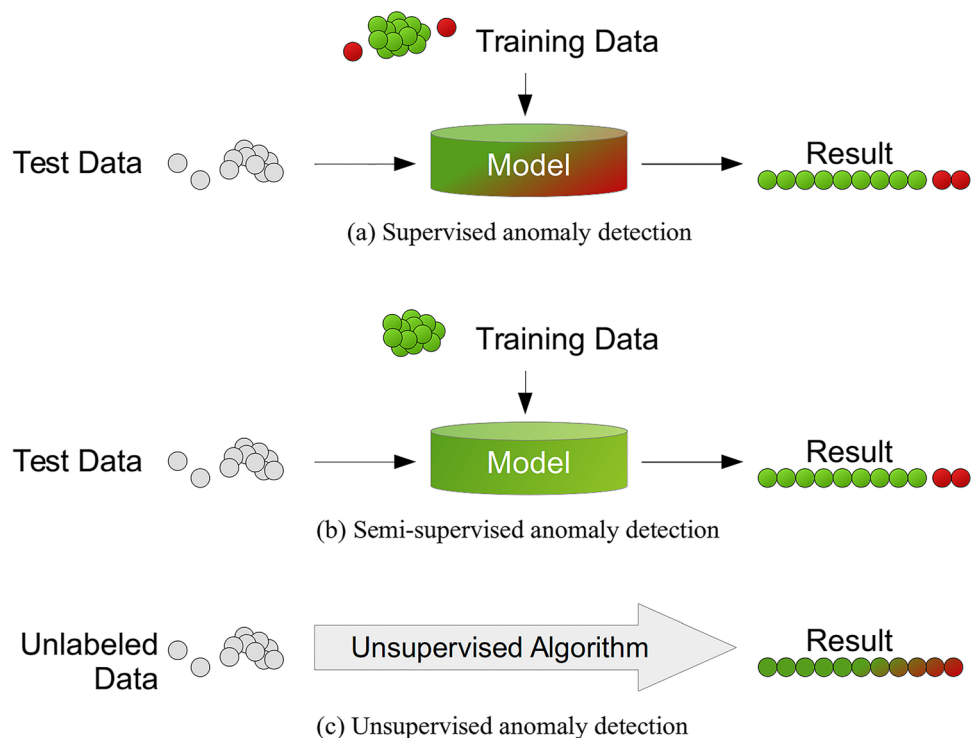 Training Data
Test Data
Model
Result
(a) Supervised anomaly detection
Training Data
Test Data
Model
Result
(b) Semi-supervised anomaly detection
Unlabeled
Data
Unsupervised Algorithm
Result
(c) Unsupervised anomaly detection